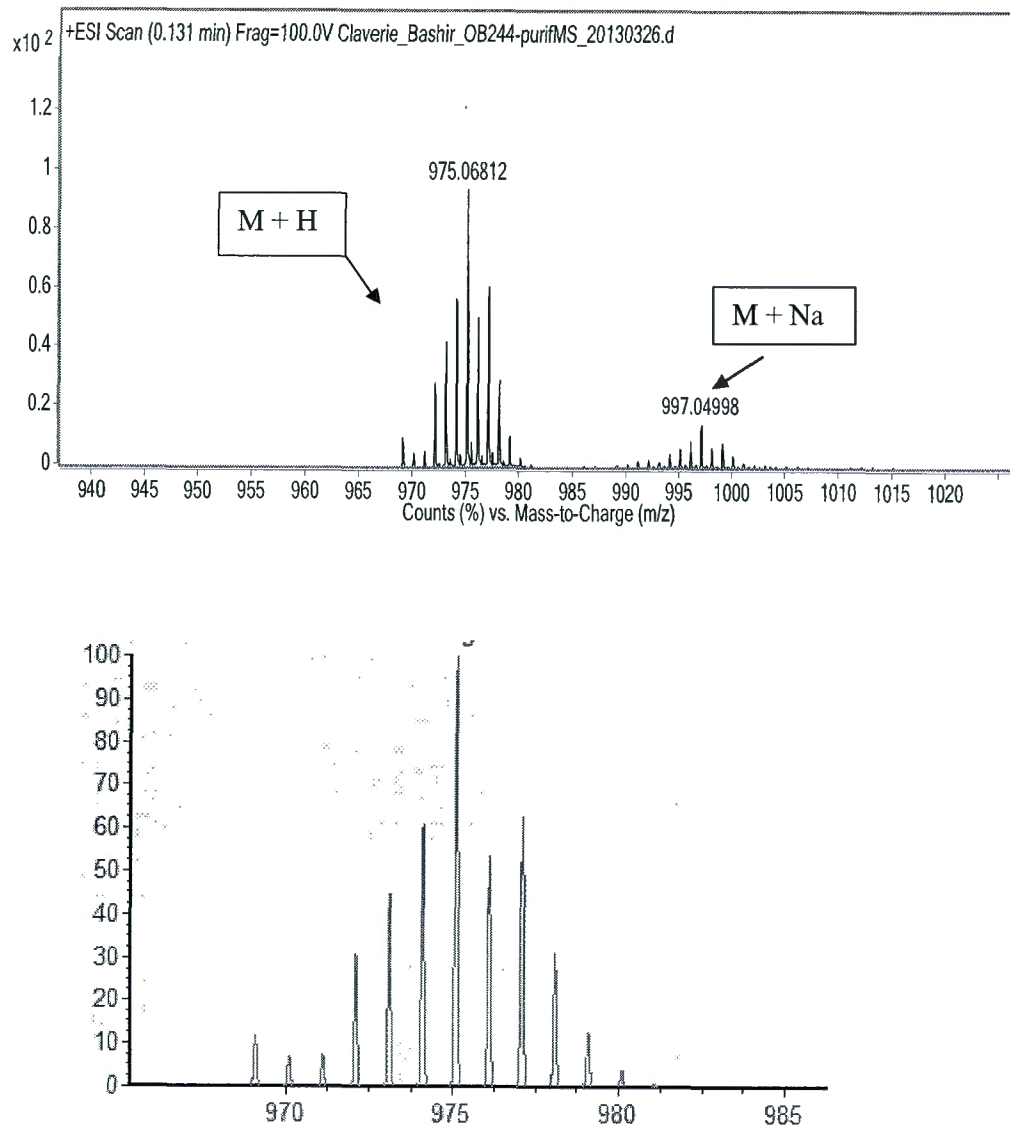 +ESI Scan (0.131 min) Frag=100.0V Claverie_Bashir_OB244-purifMS_20130326.d
x10 2
1.2
1
0.8
0.6
0.4
0.2
0
975.06812
M + H
M + Na
997.04998
940 945 950 955 960 965 970 975 980 985 990 995 1000 1005 1010 1015 1020
Counts (%) vs. Mass-to-Charge (m/z)
100
90
80
70
60
50
40
30
20
10
0
970 975 980 985